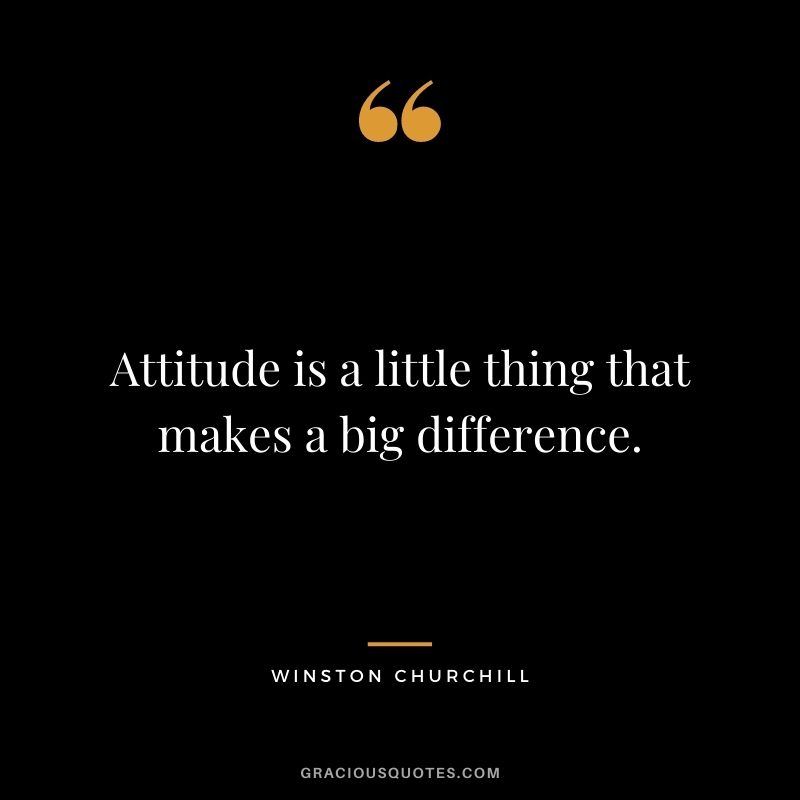 “
Attitude is a little thing that
makes a big difference.
WINSTON CHURCHILL
GRACIOUSQUOTES.COM